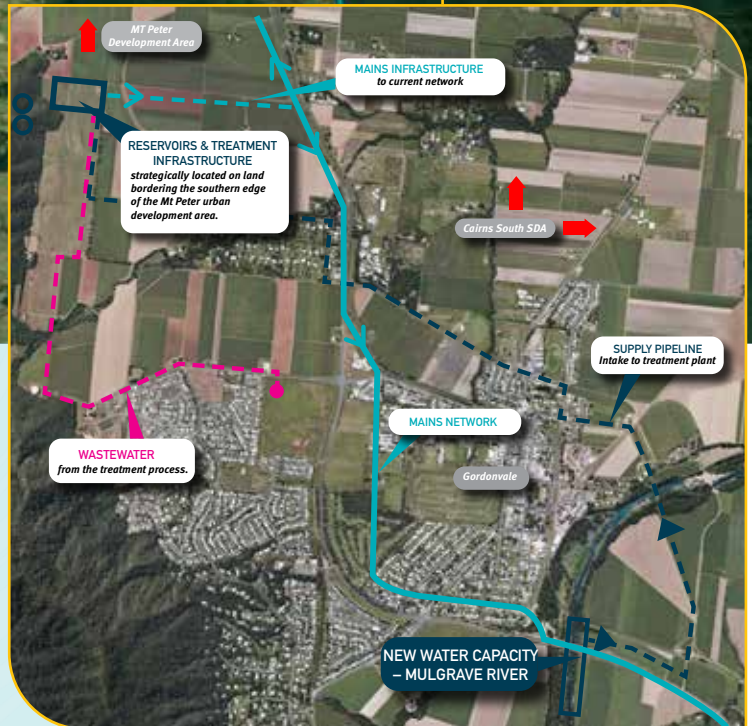 MT Peter
Development Area
MAINS INFRASTRUCTURE
to current network
RESERVOIRS & TREATMENT
INFRASTRUCTURE
strategically located on land
bordering the southern edge
of the Mt Peter urban
development area.
Cairns South SDA
SUPPLY PIPELINE
Intake to treatment plant
MAINS NETWORK
WASTEWATER
from the treatment process.
Gordonvale
NEW WATER CAPACITY
– MULGRAVE RIVER